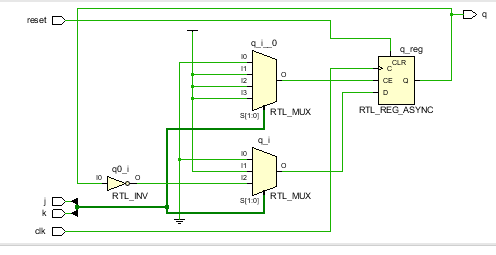 reset
q
q_i__0
q_reg
I0
I1
I2
I3
O
S[1:0]
RTL_MUX
CLR
C
CE
Q
D
RTL_REG_ASYNC
q_i
I0
I1
I2
O
S[1:0]
RTL_MUX
q0_i
I0
O
RTL_INV
j
k
clk